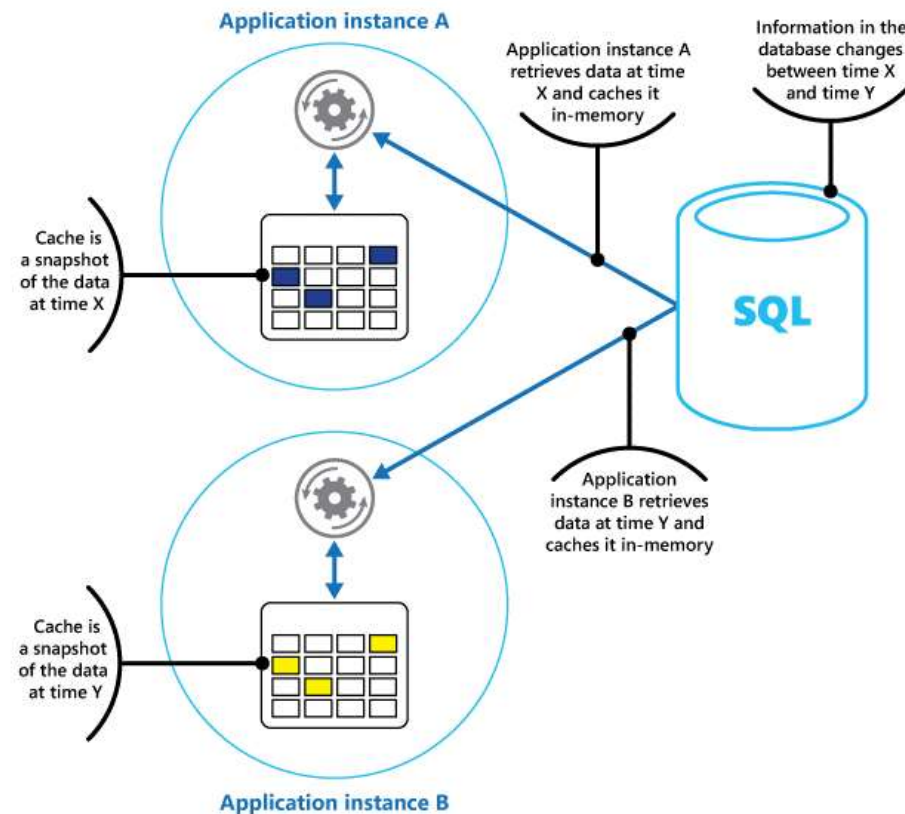 Application instance A
Application instance A
retrieves data at time
X and caches it
in-memory
Information in the
database changes
between time X
and time Y
Cache is
a snapshot
of the data
at time X
SQL
Application
instance B retrieves
data at time Y and
caches it in-memory
Cache is
a snapshot
of the data
at time Y
Application instance B